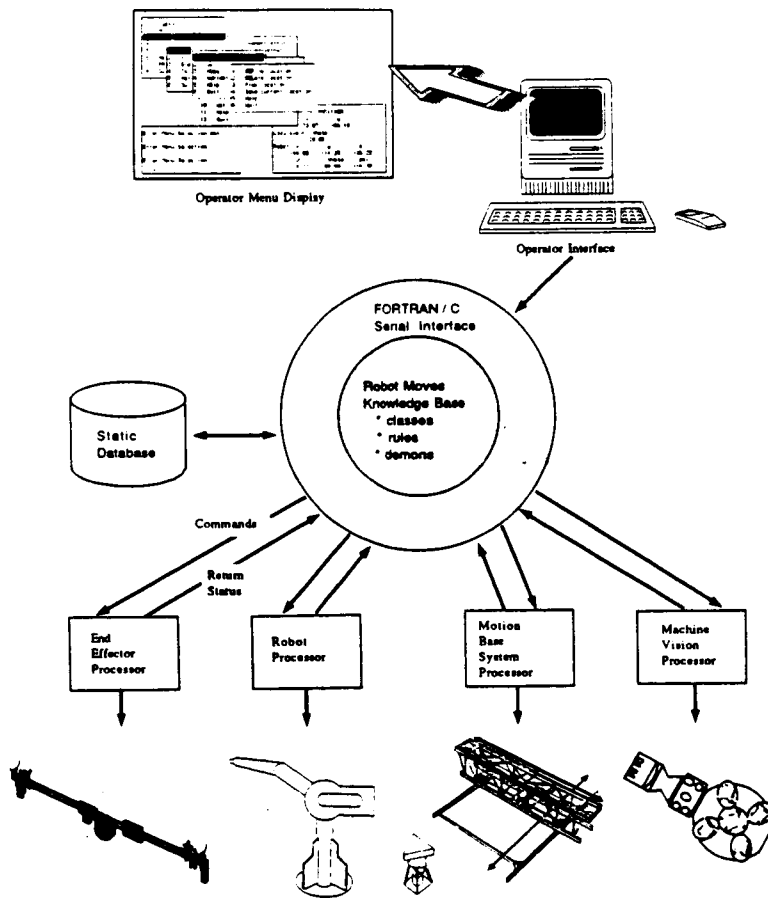 Operator Menu Display
Operator Interface
FORTRAN / C
Serial Interface
Robot Moves
Knowledge Base
* classes
* rules
* demons
Static
Database
Commands
Return
Status
End
Effector
Processor
Robot
Processor
Motion
Base
System
Processor
Machine
Vision
Processor